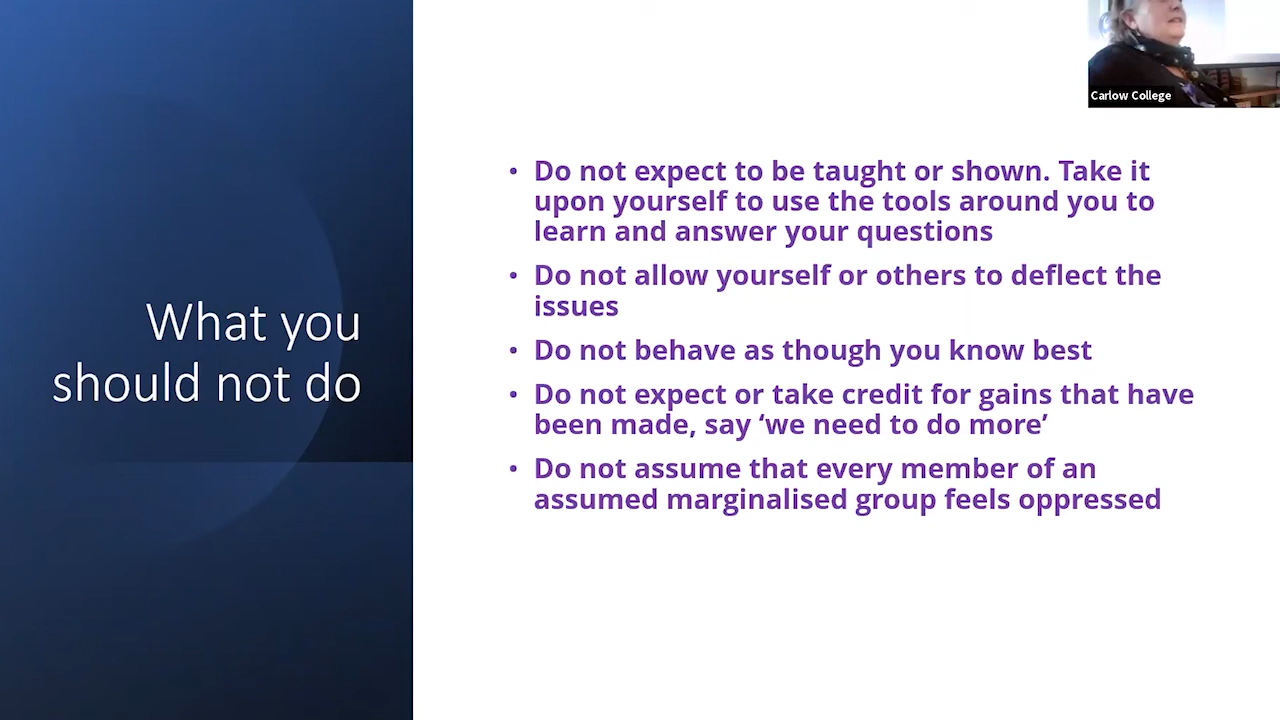 Carlow College
What you
should not do
• Do not expect to be taught or shown. Take it
upon yourself to use the tools around you to
learn and answer your questions
• Do not allow yourself or others to deflect the
issues
• Do not behave as though you know best
• Do not expect or take credit for gains that have
been made, say ‘we need to do more’
• Do not assume that every member of an
assumed marginalised group feels oppressed